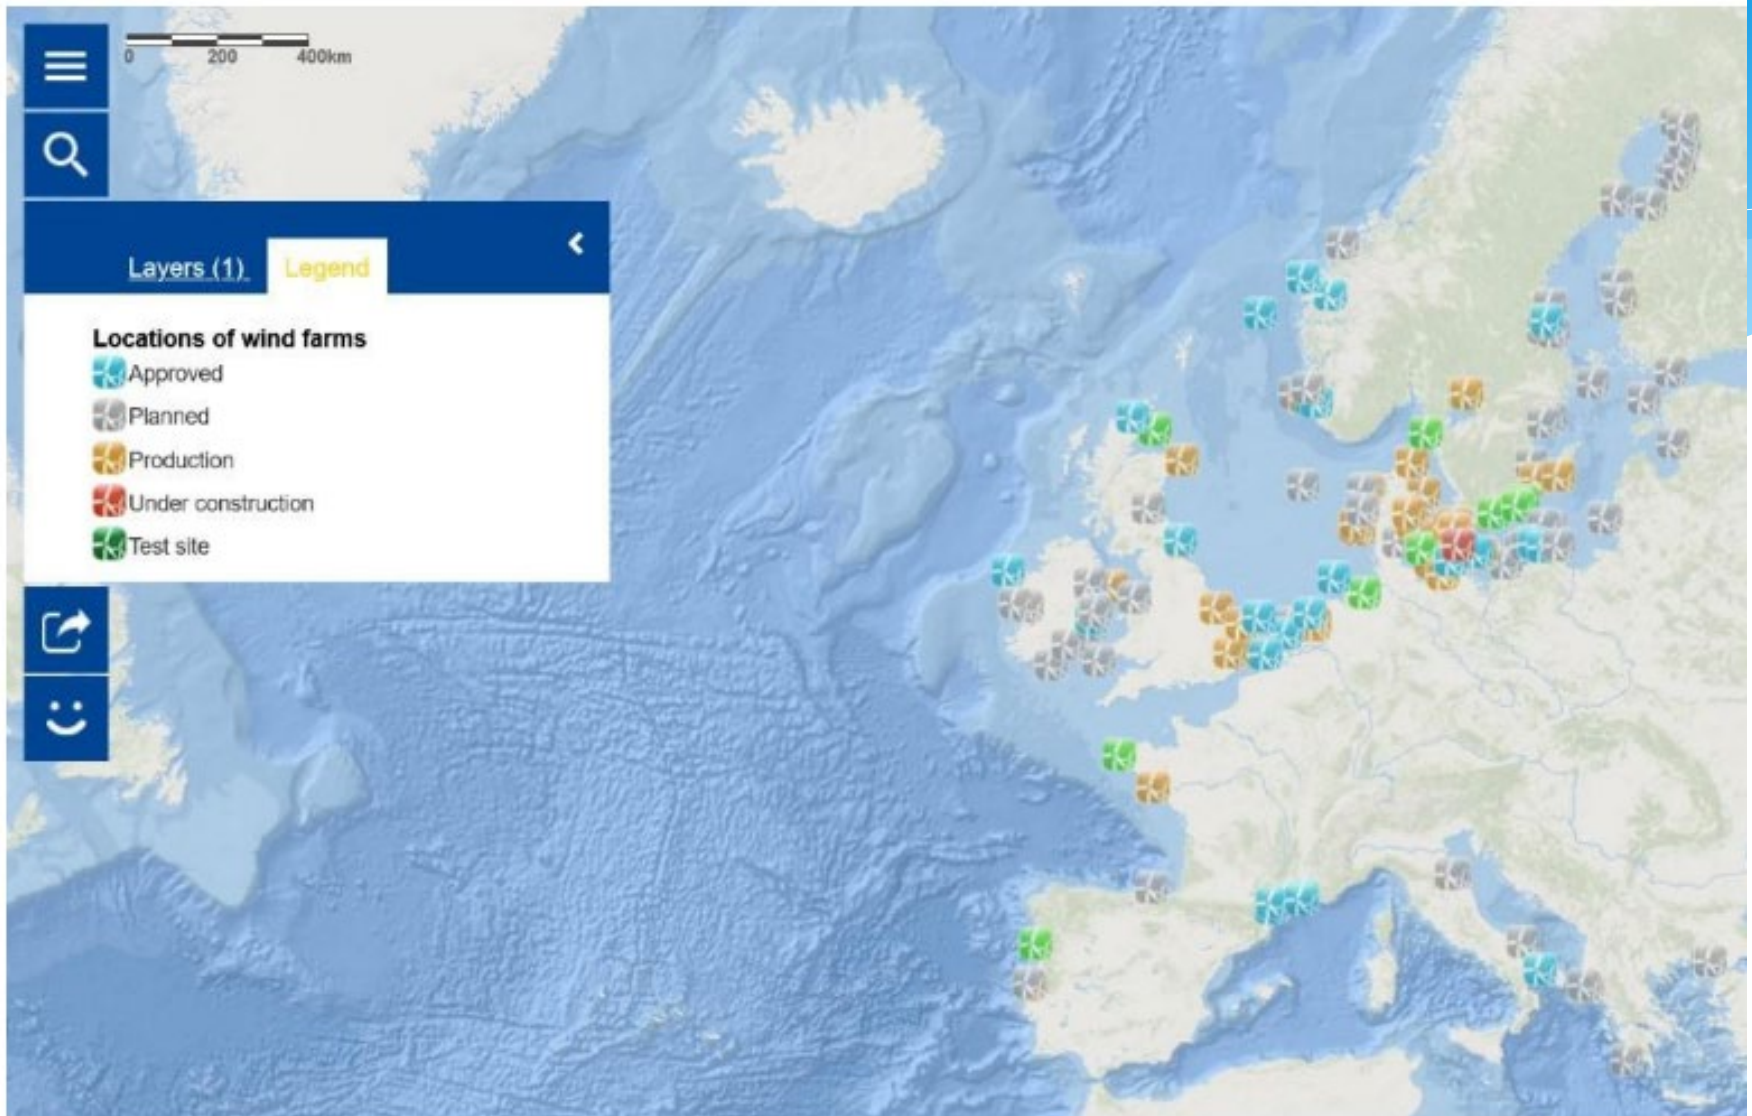 0 200 400km
Layers (1)
Legend
Locations of wind farms
Approved
Planned
Production
Under construction
Test site